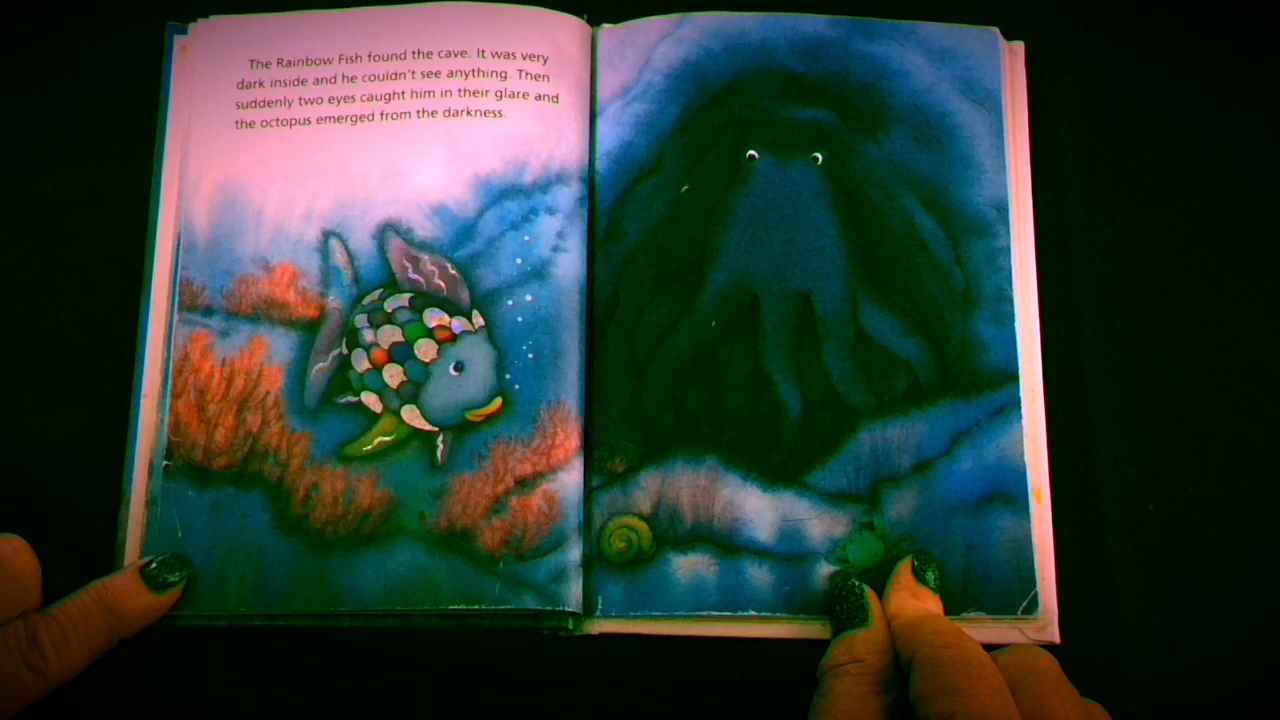 The Rainbow Fish found the cave. It was very
dark inside and he couldn't see anything. Then
suddenly two eyes caught him in their glare and
the octopus emerged from the darkness.